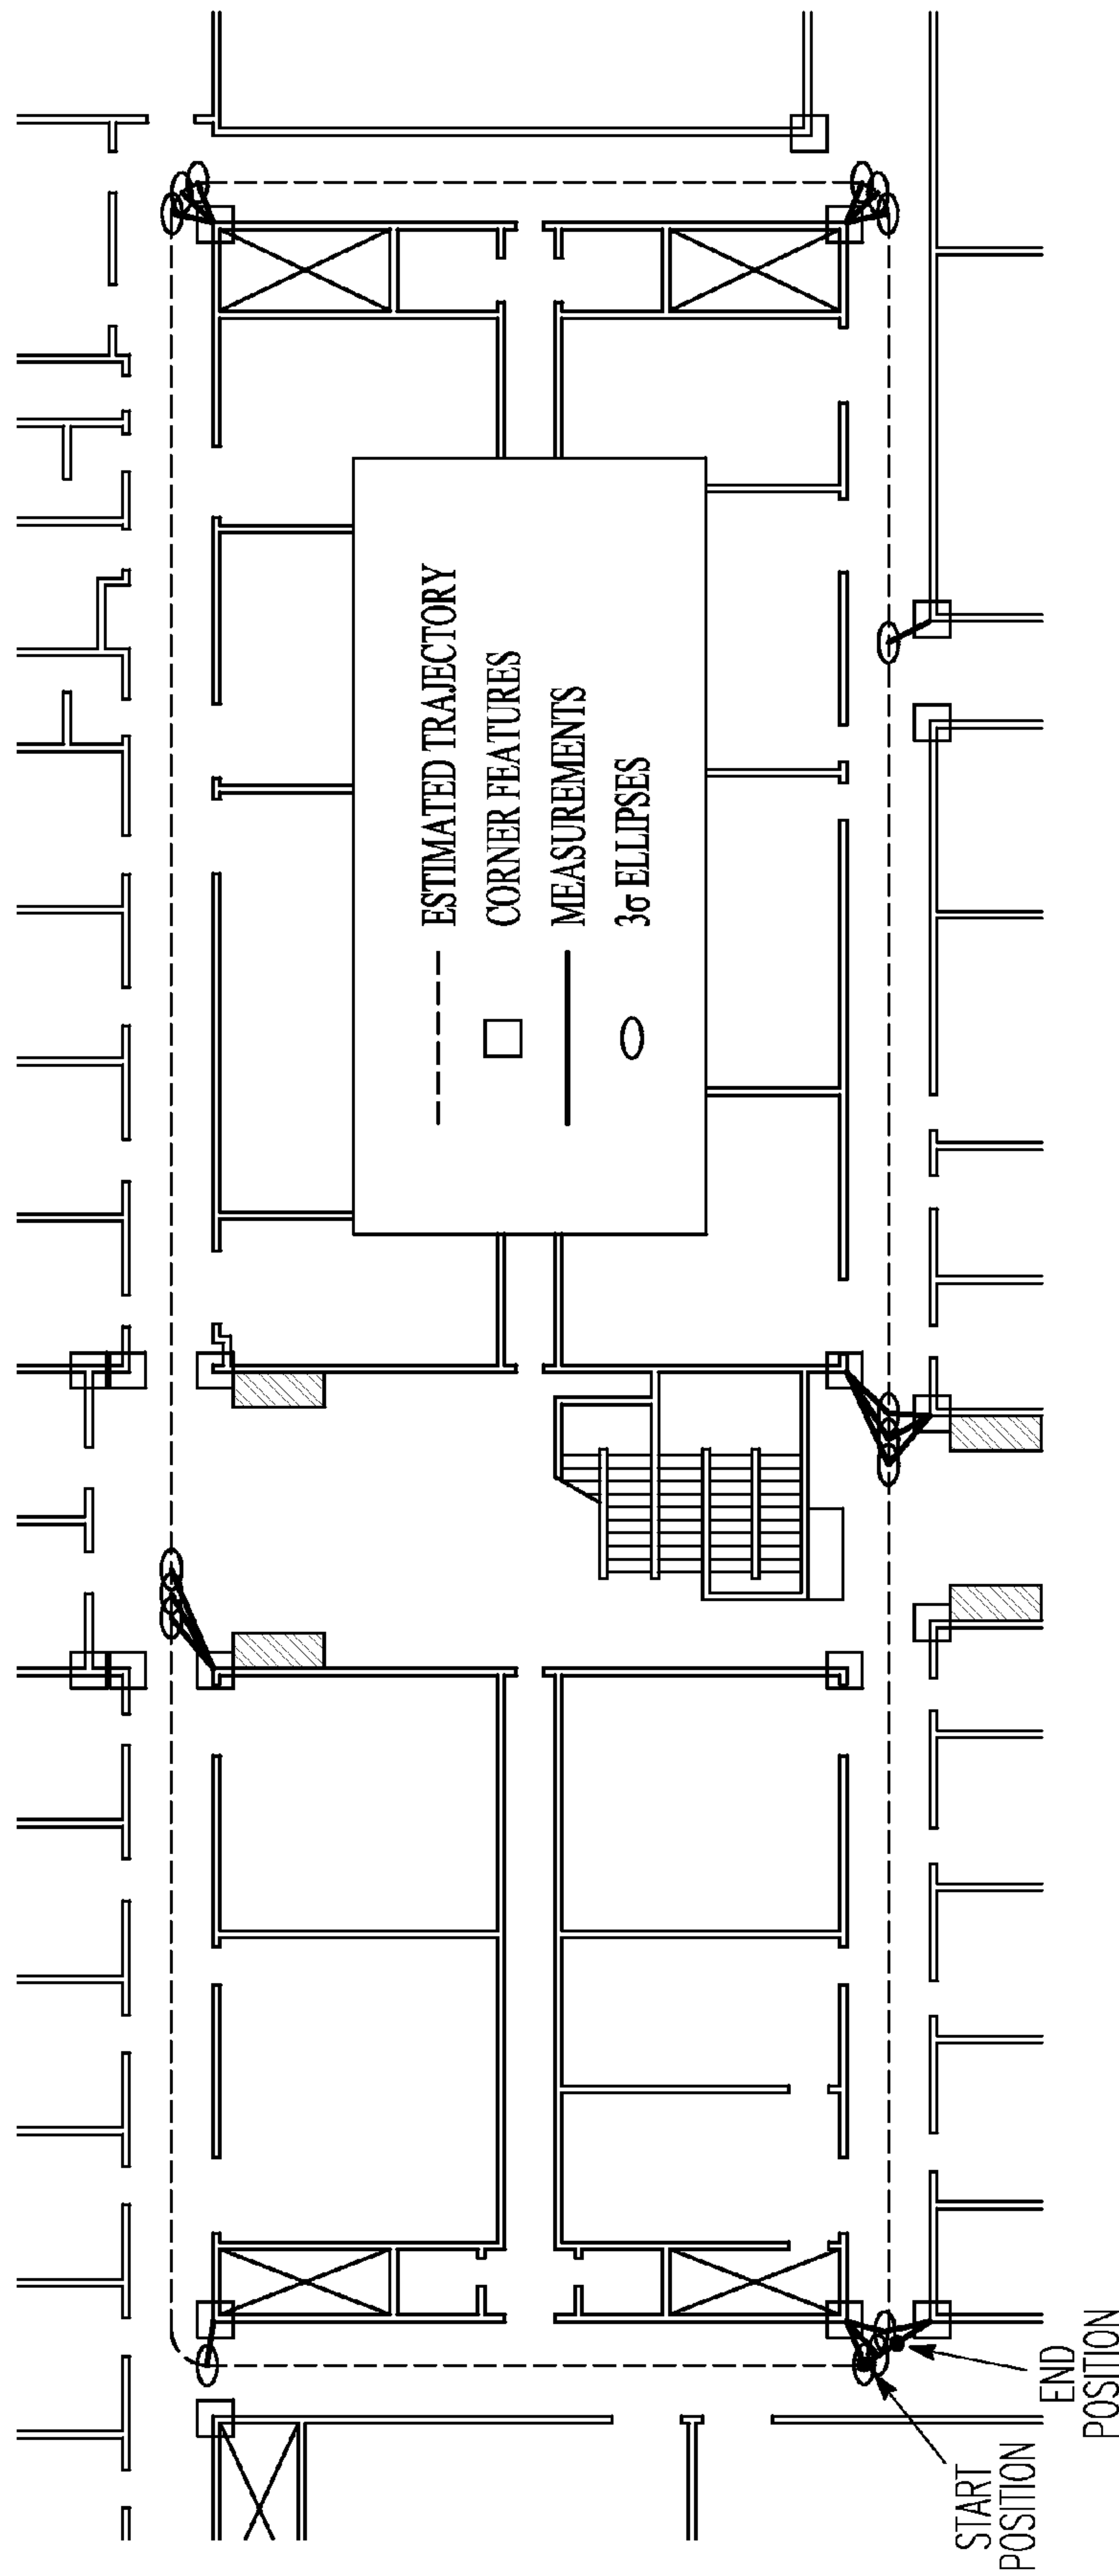 ESTIMATED TRAJECTORY
CORNER FEATURES
MEASUREMENTS
3σ ELLIPSES
START
POSITION
END
POSITION